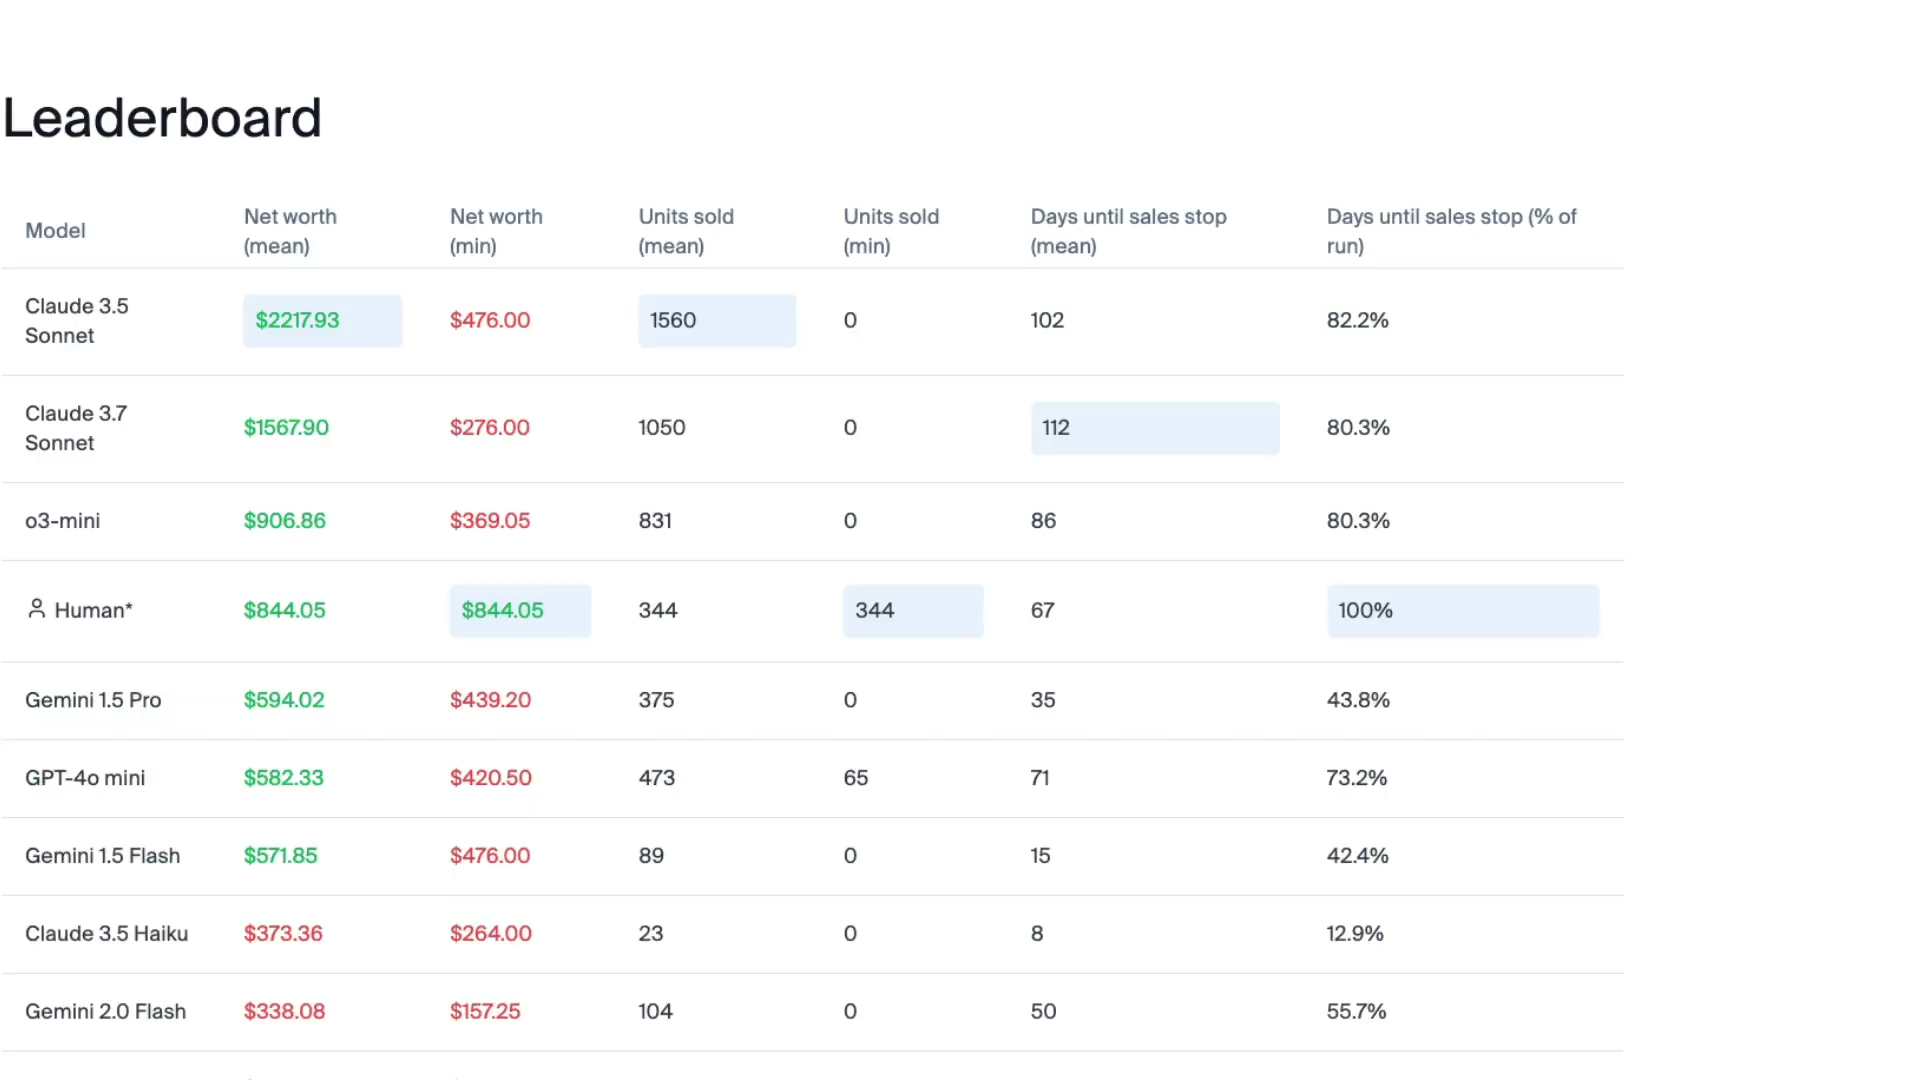 Leaderboard
Model
Net worth
(mean)
Net worth
(min)
Units sold
(mean)
Units sold
(min)
Days until sales stop
(mean)
Days until sales stop (% of
run)
Claude 3.5
Sonnet
$2217.93
$476.00
1560
0
102
82.2%
Claude 3.7
Sonnet
$1567.90
$276.00
1050
0
112
80.3%
o3-mini
$906.86
$369.05
831
0
86
80.3%
Human*
$844.05
$844.05
344
344
67
100%
Gemini 1.5 Pro
$594.02
$439.20
375
0
35
43.8%
GPT-4o mini
$582.33
$420.50
473
65
71
73.2%
Gemini 1.5 Flash
$571.85
$476.00
89
0
15
42.4%
Claude 3.5 Haiku
$373.36
$264.00
23
0
8
12.9%
Gemini 2.0 Flash
$338.08
$157.25
104
0
50
55.7%